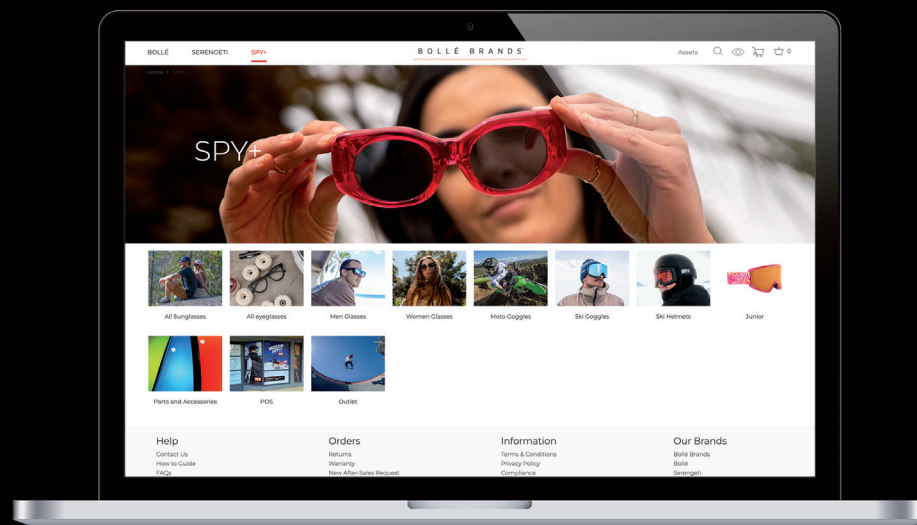 BOLLÉ SERENGETI SPY+ BOLLÉ BRANDS Assets 0
Home > SPY+
SPY+
All Sunglasses All eyeglasses Men Glasses Women Glasses Moto Goggles Ski Goggles Ski Helmets Junior
Parts and Accessories POS Outlet
Help Orders Information Our Brands
Contact Us Returns Terms & Conditions Bollé Brands
How to Guide Warranty Privacy Policy Bollé
FAQs New After-Sales Request Compliance Serengeti